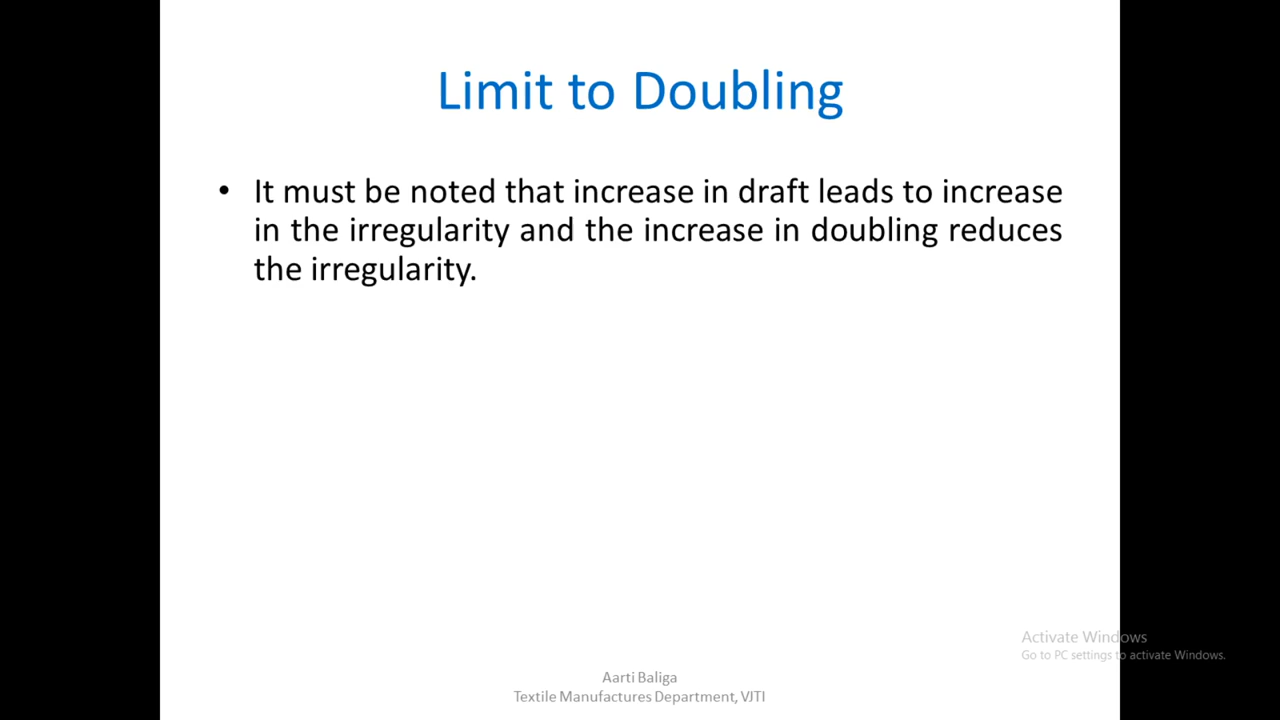 Limit to Doubling
• It must be noted that increase in draft leads to increase
in the irregularity and the increase in doubling reduces
the irregularity.
Activate Windows
Go to PC settings to activate Windows.
Aarti Baliga
Textile Manufactures Department, VJTI